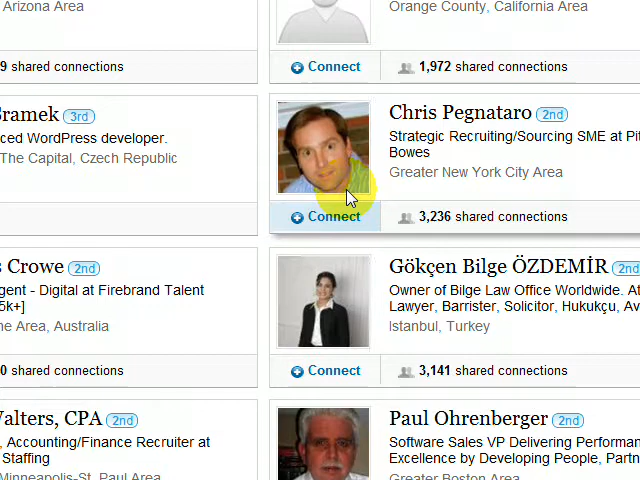 Arizona Area
9 shared connections
Sramek 3rd
ced WordPress developer.
The Capital, Czech Republic
s Crowe 2nd
gent - Digital at Firebrand Talent
5k+]
ne Area, Australia
0 shared connections
Walters, CPA 2nd
, Accounting/Finance Recruiter at
Staffing
Minneapolis-St. Paul Area
Orange County, California Area
Connect 1,972 shared connections
Chris Pegnataro 2nd
Strategic Recruiting/Sourcing SME at Pit
Bowes
Greater New York City Area
Connect 3,236 shared connections
Gökçen Bilge ÖZDEMİR 2nd
Owner of Bilge Law Office Worldwide. At
Lawyer, Barrister, Solicitor, Hukukçu, Av
Istanbul, Turkey
Connect 3,141 shared connections
Paul Ohrenberger 2nd
Software Sales VP Delivering Performan
Excellence by Developing People, Partn
Greater Boston Area